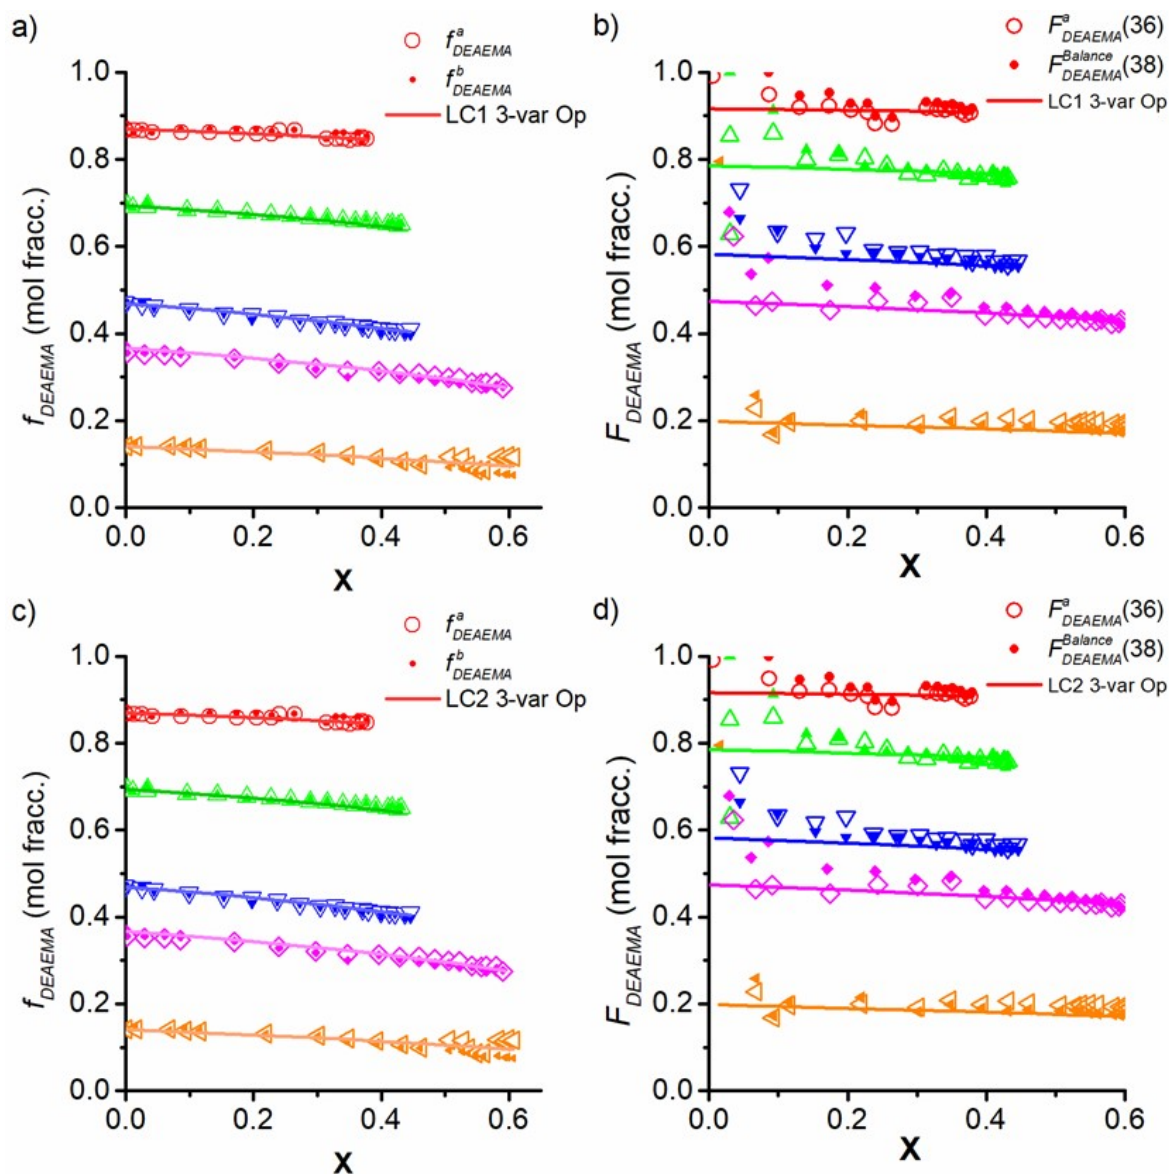 a)
f^a_DEAEMA
f^b_DEAEMA
LC1 3-var Op
1.0
0.8
0.6
0.4
0.2
0.0
f_DEAEMA (mol fracc.)
0.0 0.2 0.4 0.6
X
b)
F^a_DEAEMA(36)
F^Balance_DEAEMA(38)
LC1 3-var Op
1.0
0.8
0.6
0.4
0.2
0.0
F_DEAEMA (mol fracc.)
0.0 0.2 0.4 0.6
X
c)
f^a_DEAEMA
f^b_DEAEMA
LC2 3-var Op
1.0
0.8
0.6
0.4
0.2
0.0
f_DEAEMA (mol fracc.)
0.0 0.2 0.4 0.6
X
d)
F^a_DEAEMA(36)
F^Balance_DEAEMA(38)
LC2 3-var Op
1.0
0.8
0.6
0.4
0.2
0.0
F_DEAEMA (mol fracc.)
0.0 0.2 0.4 0.6
X